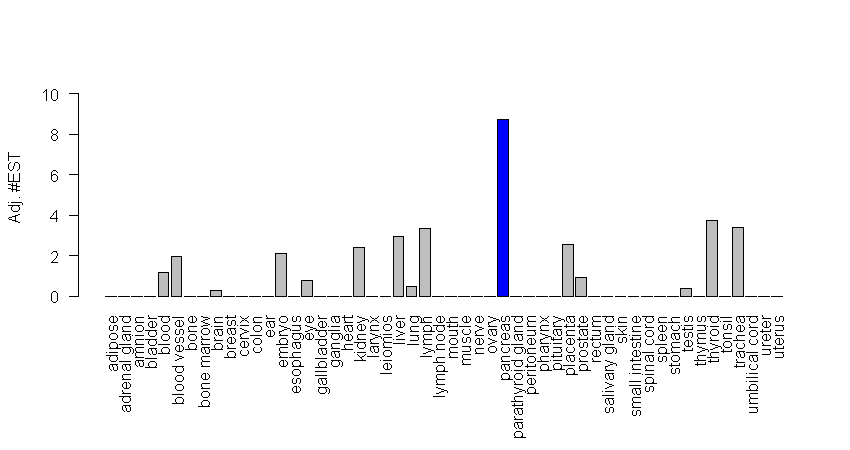 Adj. #EST
10
8
6
4
2
0
adipose
adrenal gland
amnion
bladder
blood
blood vessel
bone
bone marrow
brain
breast
cervix
colon
ear
embryo
esophagus
eye
gallbladder
ganglia
heart
kidney
larynx
leiomios
liver
lung
lymph
lymph node
mouth
muscle
nerve
ovary
pancreas
parathyroid gland
peritoneum
pharynx
pituitary
placenta
prostate
rectum
salivary gland
skin
small intestine
spinal cord
spleen
stomach
testis
thymus
thyroid
tonsil
trachea
umbilical cord
ureter
uterus